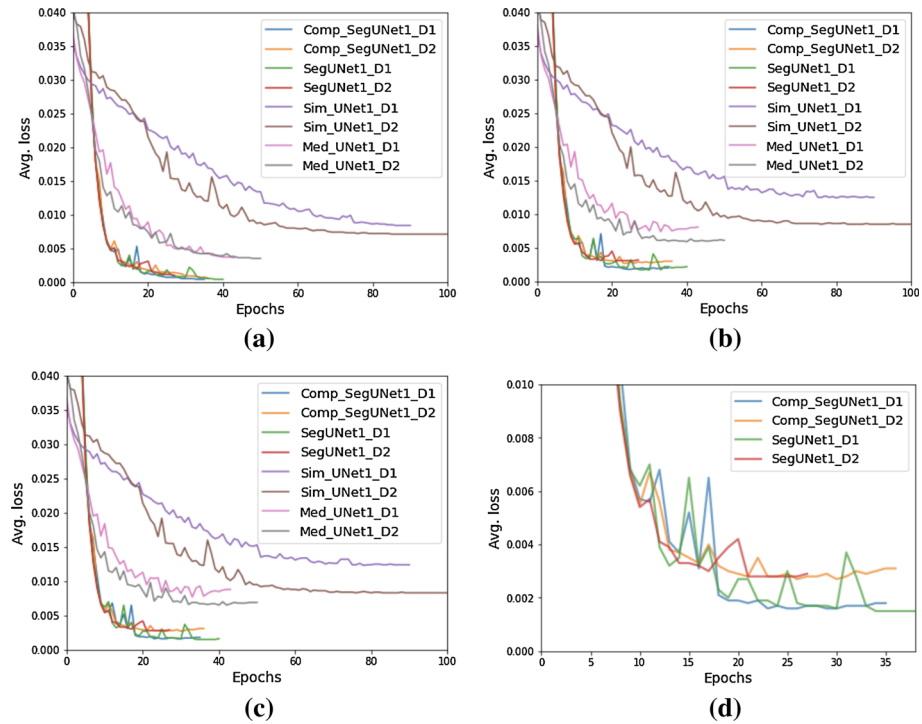 0.040
0.035
0.030
0.025
0.020
0.015
0.010
0.005
0.000
Avg. loss
0
20
40
60
80
100
Epochs
Comp_SegUNet1_D1
Comp_SegUNet1_D2
SegUNet1_D1
SegUNet1_D2
Sim_UNet1_D1
Sim_UNet1_D2
Med_UNet1_D1
Med_UNet1_D2
(a)
0.040
0.035
0.030
0.025
0.020
0.015
0.010
0.005
0.000
Avg. loss
0
20
40
60
80
100
Epochs
Comp_SegUNet1_D1
Comp_SegUNet1_D2
SegUNet1_D1
SegUNet1_D2
Sim_UNet1_D1
Sim_UNet1_D2
Med_UNet1_D1
Med_UNet1_D2
(b)
0.040
0.035
0.030
0.025
0.020
0.015
0.010
0.005
0.000
Avg. loss
0
20
40
60
80
100
Epochs
Comp_SegUNet1_D1
Comp_SegUNet1_D2
SegUNet1_D1
SegUNet1_D2
Sim_UNet1_D1
Sim_UNet1_D2
Med_UNet1_D1
Med_UNet1_D2
(c)
0.010
0.008
0.006
0.004
0.002
0.000
Avg. loss
0
5
10
15
20
25
30
35
Epochs
Comp_SegUNet1_D1
Comp_SegUNet1_D2
SegUNet1_D1
SegUNet1_D2
(d)